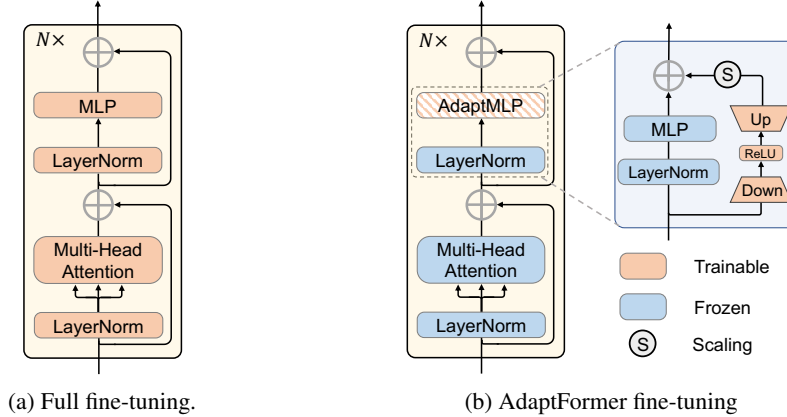 N×
MLP
LayerNorm
Multi-Head
Attention
LayerNorm
(a) Full fine-tuning.
N×
AdaptMLP
LayerNorm
Multi-Head
Attention
LayerNorm
S
Up
MLP
ReLU
LayerNorm
Down
Trainable
Frozen
S
Scaling
(b) AdaptFormer fine-tuning